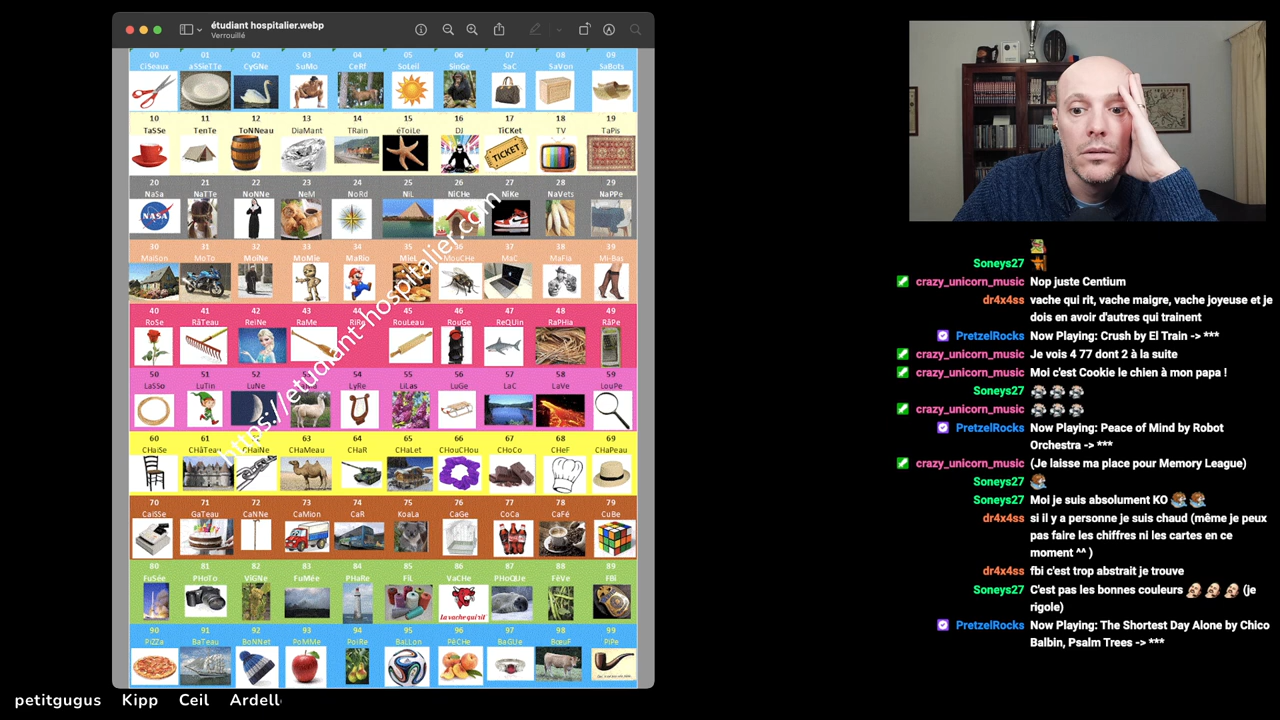 étudiant hospitalier.webp
Verrouillé
00 01 02 03 04 05 06 07 08 09
CiSeaux aSSieTTe CyGNe SuMo CeRf SoLeil SinGe SaC SaVon SaBots
10 11 12 13 14 15 16 17 18 19
TaSSe TenTe ToNNeau DiaMant TRain éToiLe DJ TiCKet TV TaPis
TICKET
20 21 22 23 24 25 26 27 28 29
NaSa NaTTe NoNNe NeM NoRd NiL NiCHe NiKe NaVets NaPPe
NASA
30 31 32 33 34 35 36 37 38 39
MaiSon MoTo MoiNe MoMie MaRio MieL MouCHe MaC MaFia Mi-Bas
40 41 42 43 44 45 46 47 48 49
RoSe RâTeau ReiNe RaMe RiRe RouLeau RouGe ReQUin RaPHia RâPe
50 51 52 54 55 56 57 58 59
LaSSo LuTin LuNe LyRe LiLas LuGe LaC LaVe LouPe
60 61 62 63 64 65 66 67 68 69
CHaiSe CHâTeau CHaiNe CHaMeau CHaR CHaLet CHouCHou CHoCo CHeF CHaPeau
70 71 72 73 74 75 76 77 78 79
CaiSSe GaTeau CaNNe CaMion CaR KoaLa CaGe CoCa CaFé CuBe
80 81 82 83 84 85 86 87 88 89
FuSée PHoTo ViGNe FuMée PHaRe FiL VaCHe PHoQUe FèVe FBi
la vache qui rit
90 91 92 93 94 95 96 97 98 99
PiZZa BaTeau BoNNet PoMMe PoiRe BaLLon PêCHe BaGUe BœuF PiPe
https://etudiant-hospitalier.com
petitgugus Kipp Ceil Ardell
Soneys27
crazy_unicorn_music Nop juste Centium
dr4x4ss vache qui rit, vache maigre, vache joyeuse et je
dois en avoir d'autres qui trainent
PretzelRocks Now Playing: Crush by El Train -> ***
crazy_unicorn_music Je vois 4 77 dont 2 à la suite
crazy_unicorn_music Moi c'est Cookie le chien à mon papa !
Soneys27
crazy_unicorn_music
PretzelRocks Now Playing: Peace of Mind by Robot
Orchestra -> ***
crazy_unicorn_music (Je laisse ma place pour Memory League)
Soneys27
Soneys27 Moi je suis absolument KO
dr4x4ss si il y a personne je suis chaud (même je peux
pas faire les chiffres ni les cartes en ce
moment ^^ )
dr4x4ss fbi c'est trop abstrait je trouve
Soneys27 C'est pas les bonnes couleurs (je
rigole)
PretzelRocks Now Playing: The Shortest Day Alone by Chico
Balbin, Psalm Trees -> ***